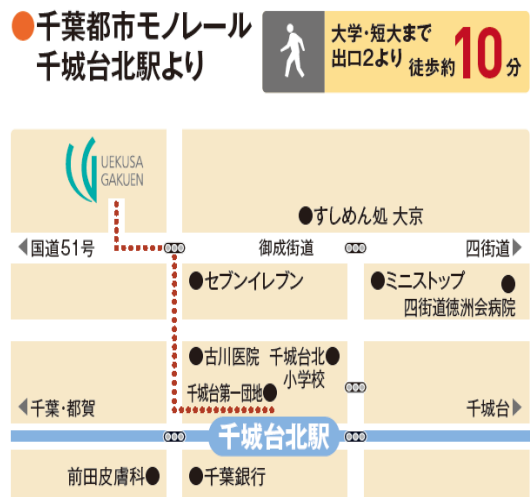 ●千葉都市モノレール
千城台北駅より
大学・短大まで
出口2より 徒歩約10分
UEKUSA
GAKUEN
●すしめん処 大京
◀国道51号
御成街道
四街道▶
●セブンイレブン
●ミニストップ
四街道徳洲会病院
●古川医院
千城台北●
小学校
千城台第一団地●
◀千葉・都賀
千城台▶
千城台北駅
前田皮膚科●
●千葉銀行